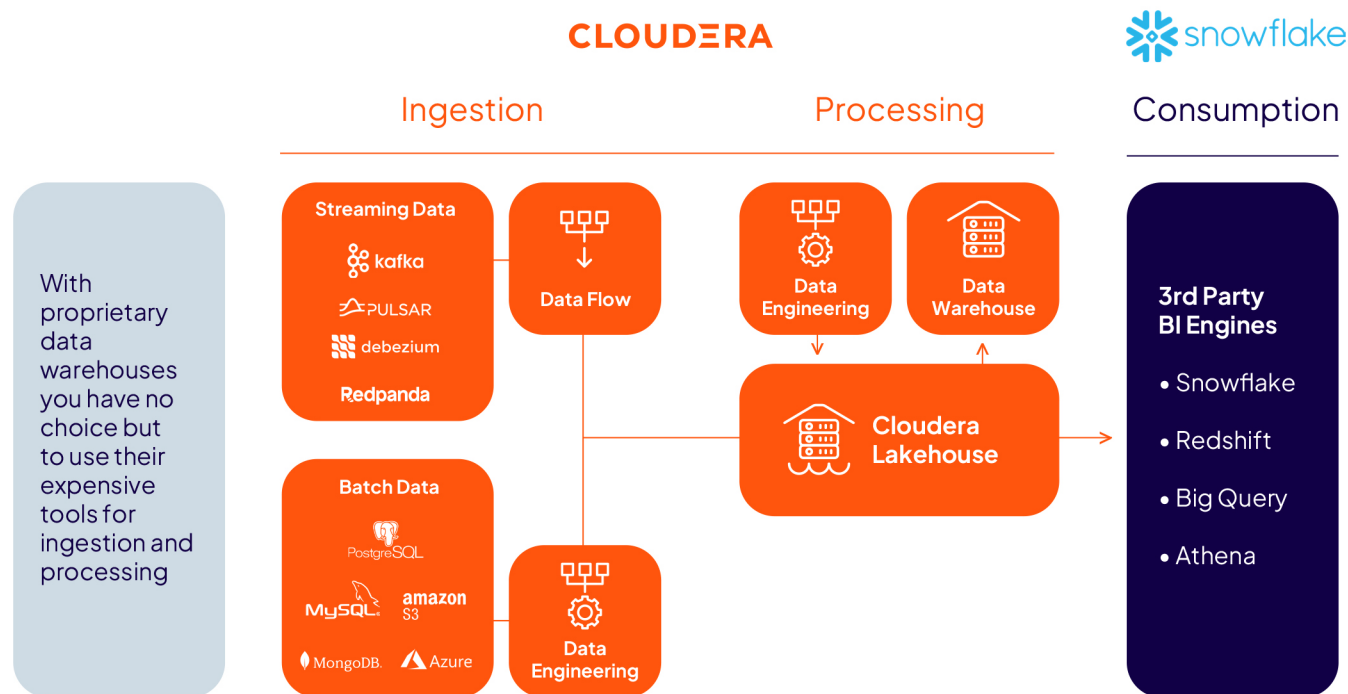 CLOUDERA
snowflake
Ingestion
Processing
Consumption
With
proprietary
data
warehouses
you have no
choice but
to use their
expensive
tools for
ingestion and
processing
Streaming Data
kafka
PULSAR
debezium
Redpanda
Data Flow
Batch Data
PostgreSQL
MySQL
amazon
S3
MongoDB.
Azure
Data
Engineering
Data
Engineering
Data
Warehouse
Cloudera
Lakehouse
3rd Party
BI Engines
• Snowflake
• Redshift
• Big Query
• Athena